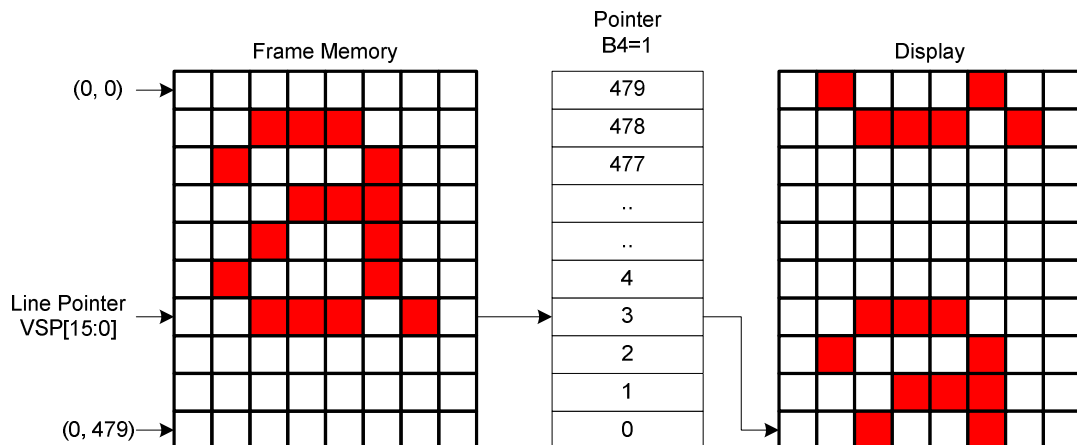 Pointer
B4=1
Frame Memory
Display
(0, 0)
479
478
477
..
..
4
Line Pointer
VSP[15:0]
3
2
1
(0, 479)
0